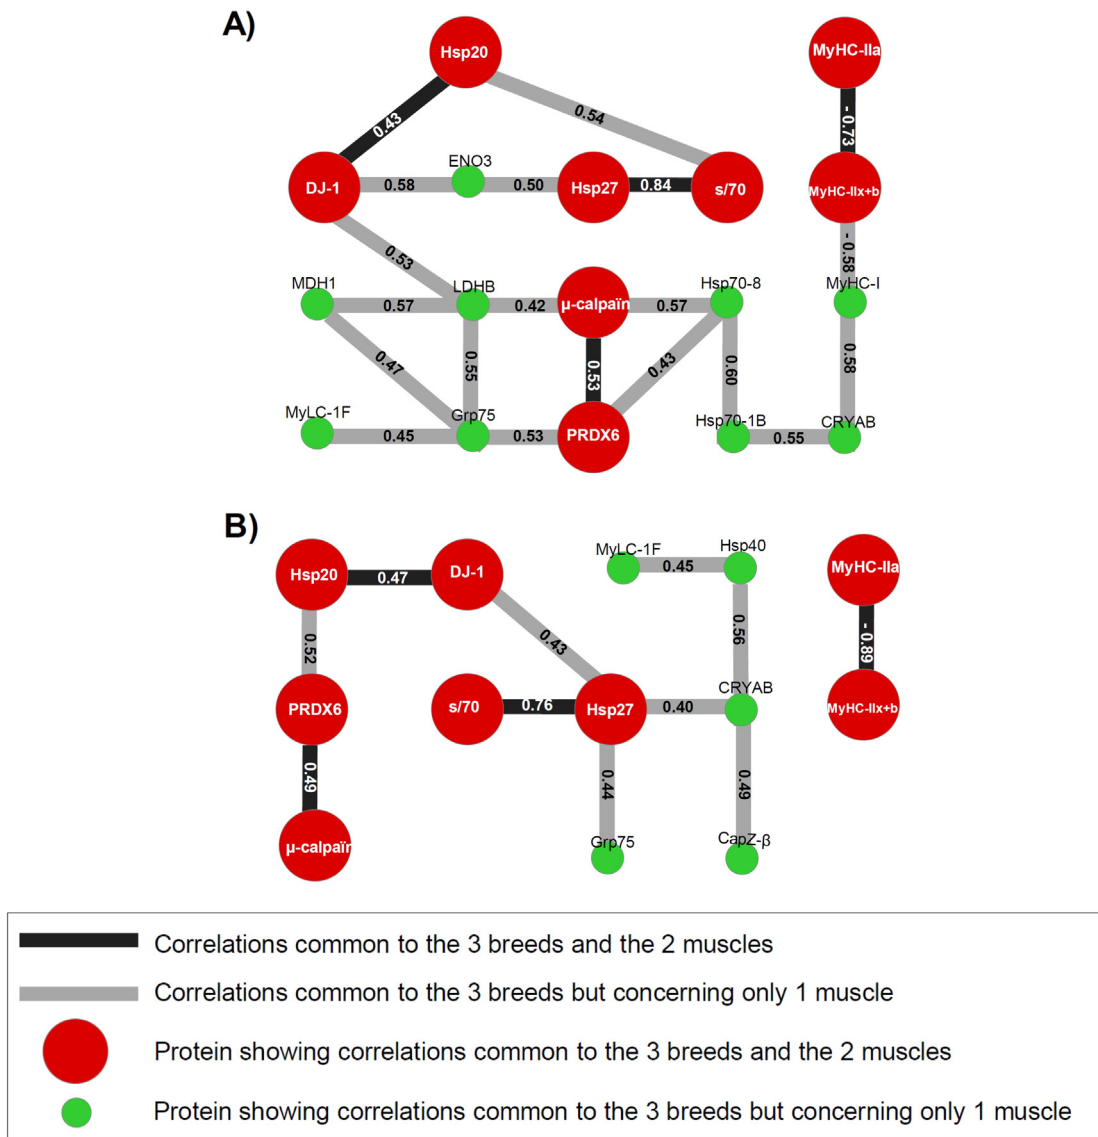 A)
Hsp20
MyHC-IIa
0.43
0.54
- 0.73
ENO3
DJ-1
0.58
0.50
Hsp27
0.84
s/70
MyHC-IIx+b
0.53
- 0.58
MDH1
LDHB
Hsp70-8
MyHC-I
0.57
0.42
µ-calpaïn
0.57
0.47
0.55
0.53
0.43
0.60
0.58
MyLC-1F
Grp75
Hsp70-1B
CRYAB
0.45
0.53
PRDX6
0.55
B)
MyLC-1F
Hsp40
Hsp20
0.47
DJ-1
0.45
MyHC-IIa
0.52
0.43
0.56
- 0.89
CRYAB
PRDX6
s/70
0.76
Hsp27
0.40
MyHC-IIx+b
0.49
0.44
0.49
µ-calpaïn
Grp75
CapZ-β
Correlations common to the 3 breeds and the 2 muscles
Correlations common to the 3 breeds but concerning only 1 muscle
Protein showing correlations common to the 3 breeds and the 2 muscles
Protein showing correlations common to the 3 breeds but concerning only 1 muscle